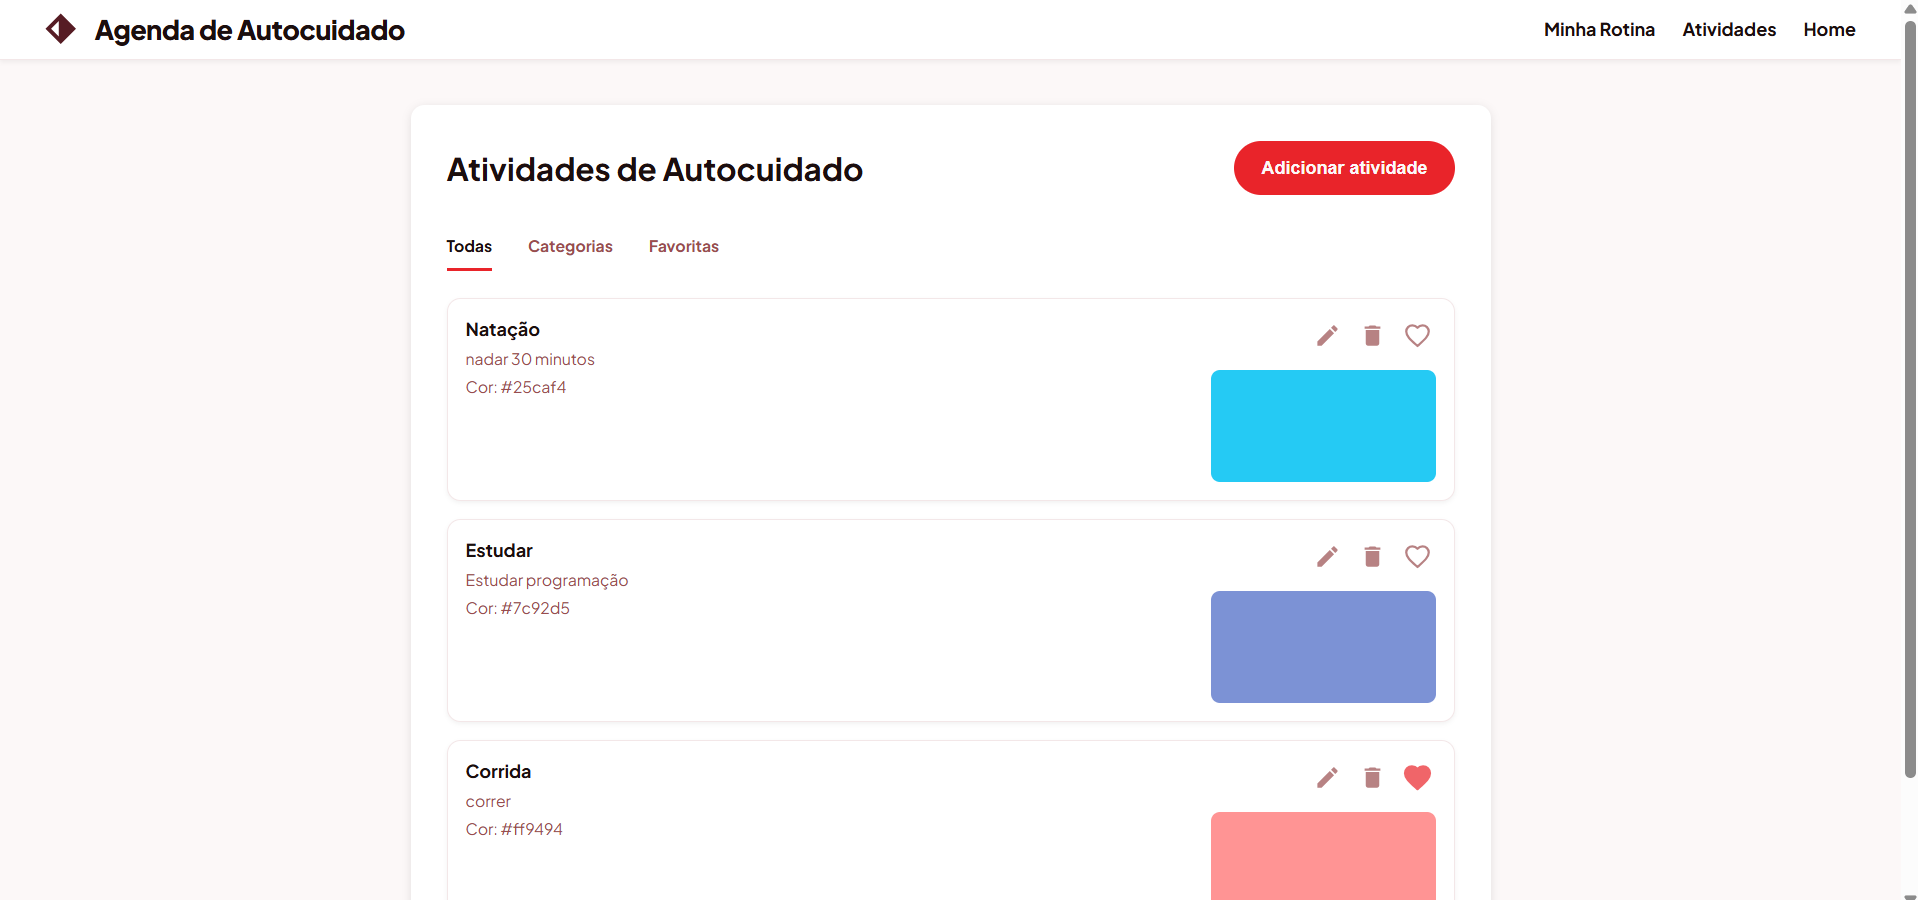 Agenda de Autocuidado
Minha Rotina
Atividades
Home
Atividades de Autocuidado
Adicionar atividade
Todas
Categorias
Favoritas
Natação
nadar 30 minutos
Cor: #25caf4
Estudar
Estudar programação
Cor: #7c92d5
Corrida
correr
Cor: #ff9494